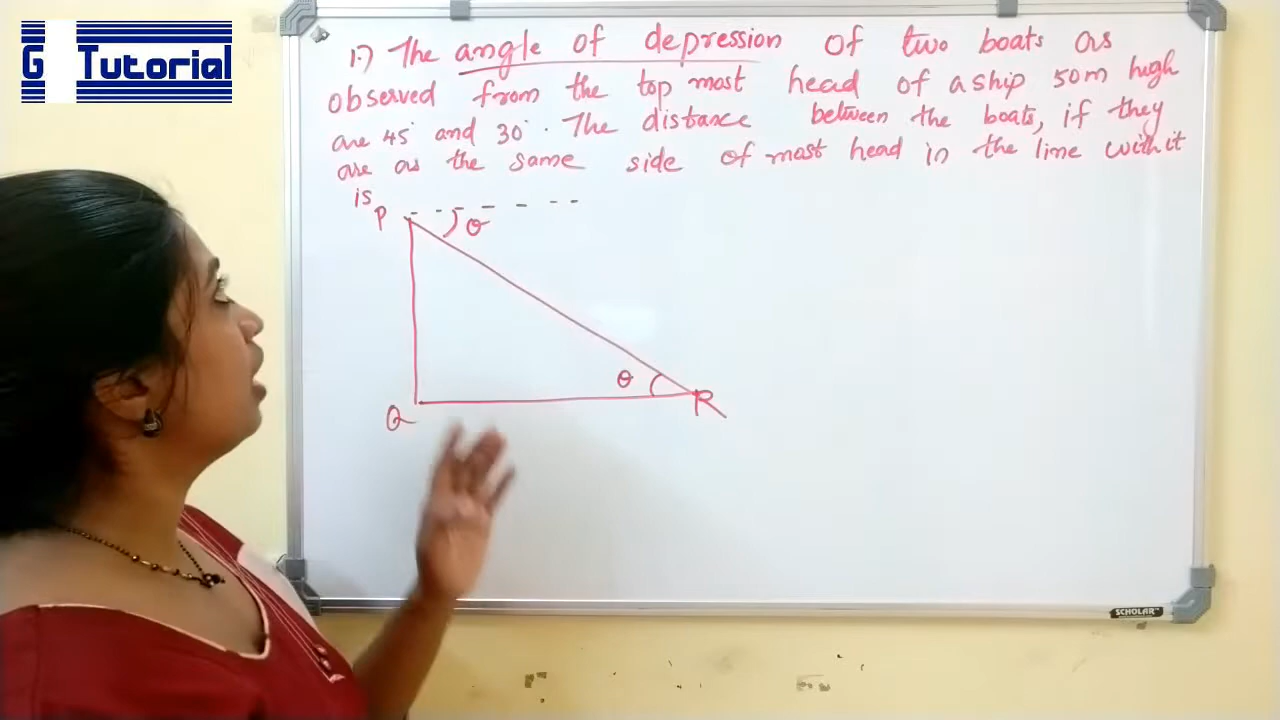 G Tutorial
1.) The angle of depression of two boats as
observed from the top most head of a ship 50m high
are 45° and 30°. The distance between the boats, if they
are as the same side of mast head in the line with it
is
P
θ
θ
Q
R
SCHOLAR™